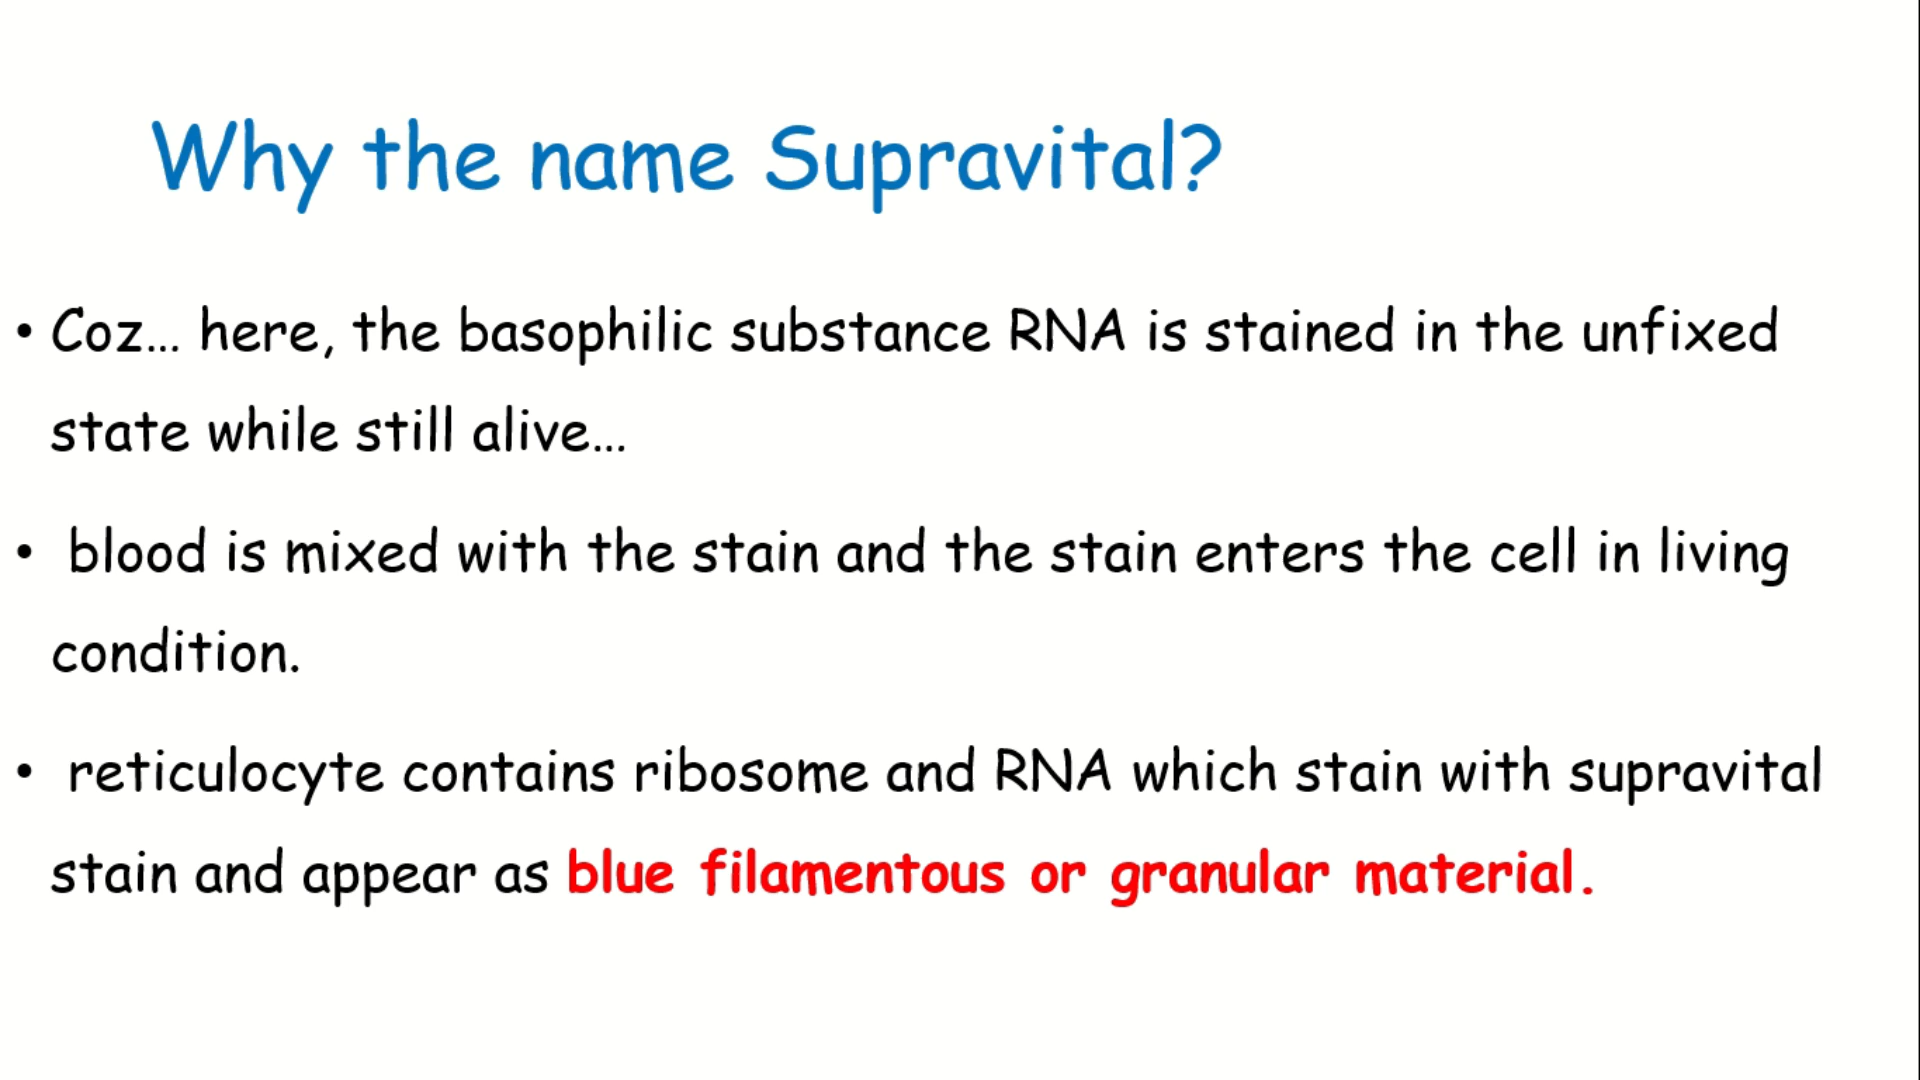 Why the name Supravital?
• Coz... here, the basophilic substance RNA is stained in the unfixed
state while still alive...
• blood is mixed with the stain and the stain enters the cell in living
condition.
• reticulocyte contains ribosome and RNA which stain with supravital
stain and appear as blue filamentous or granular material.